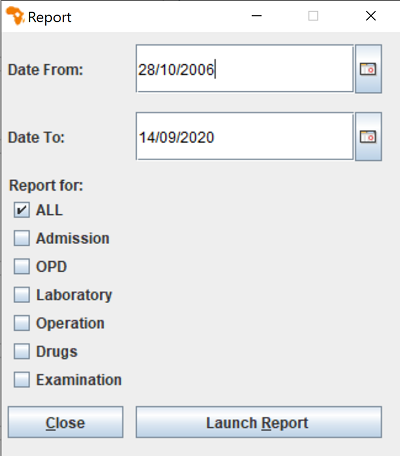 Report
Date From: 28/10/2006
Date To: 14/09/2020
Report for:
ALL
Admission
OPD
Laboratory
Operation
Drugs
Examination
Close Launch Report